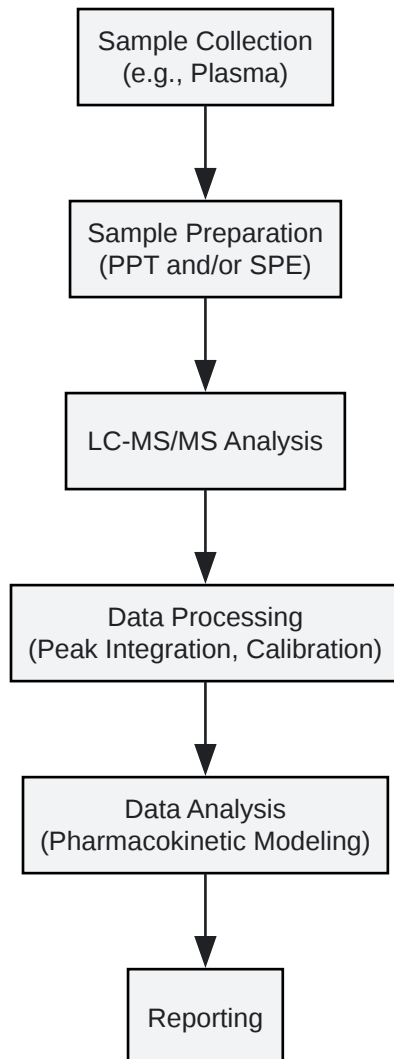 Sample Collection
(e.g., Plasma)
Sample Preparation
(PPT and/or SPE)
LC-MS/MS Analysis
Data Processing
(Peak Integration, Calibration)
Data Analysis
(Pharmacokinetic Modeling)
Reporting